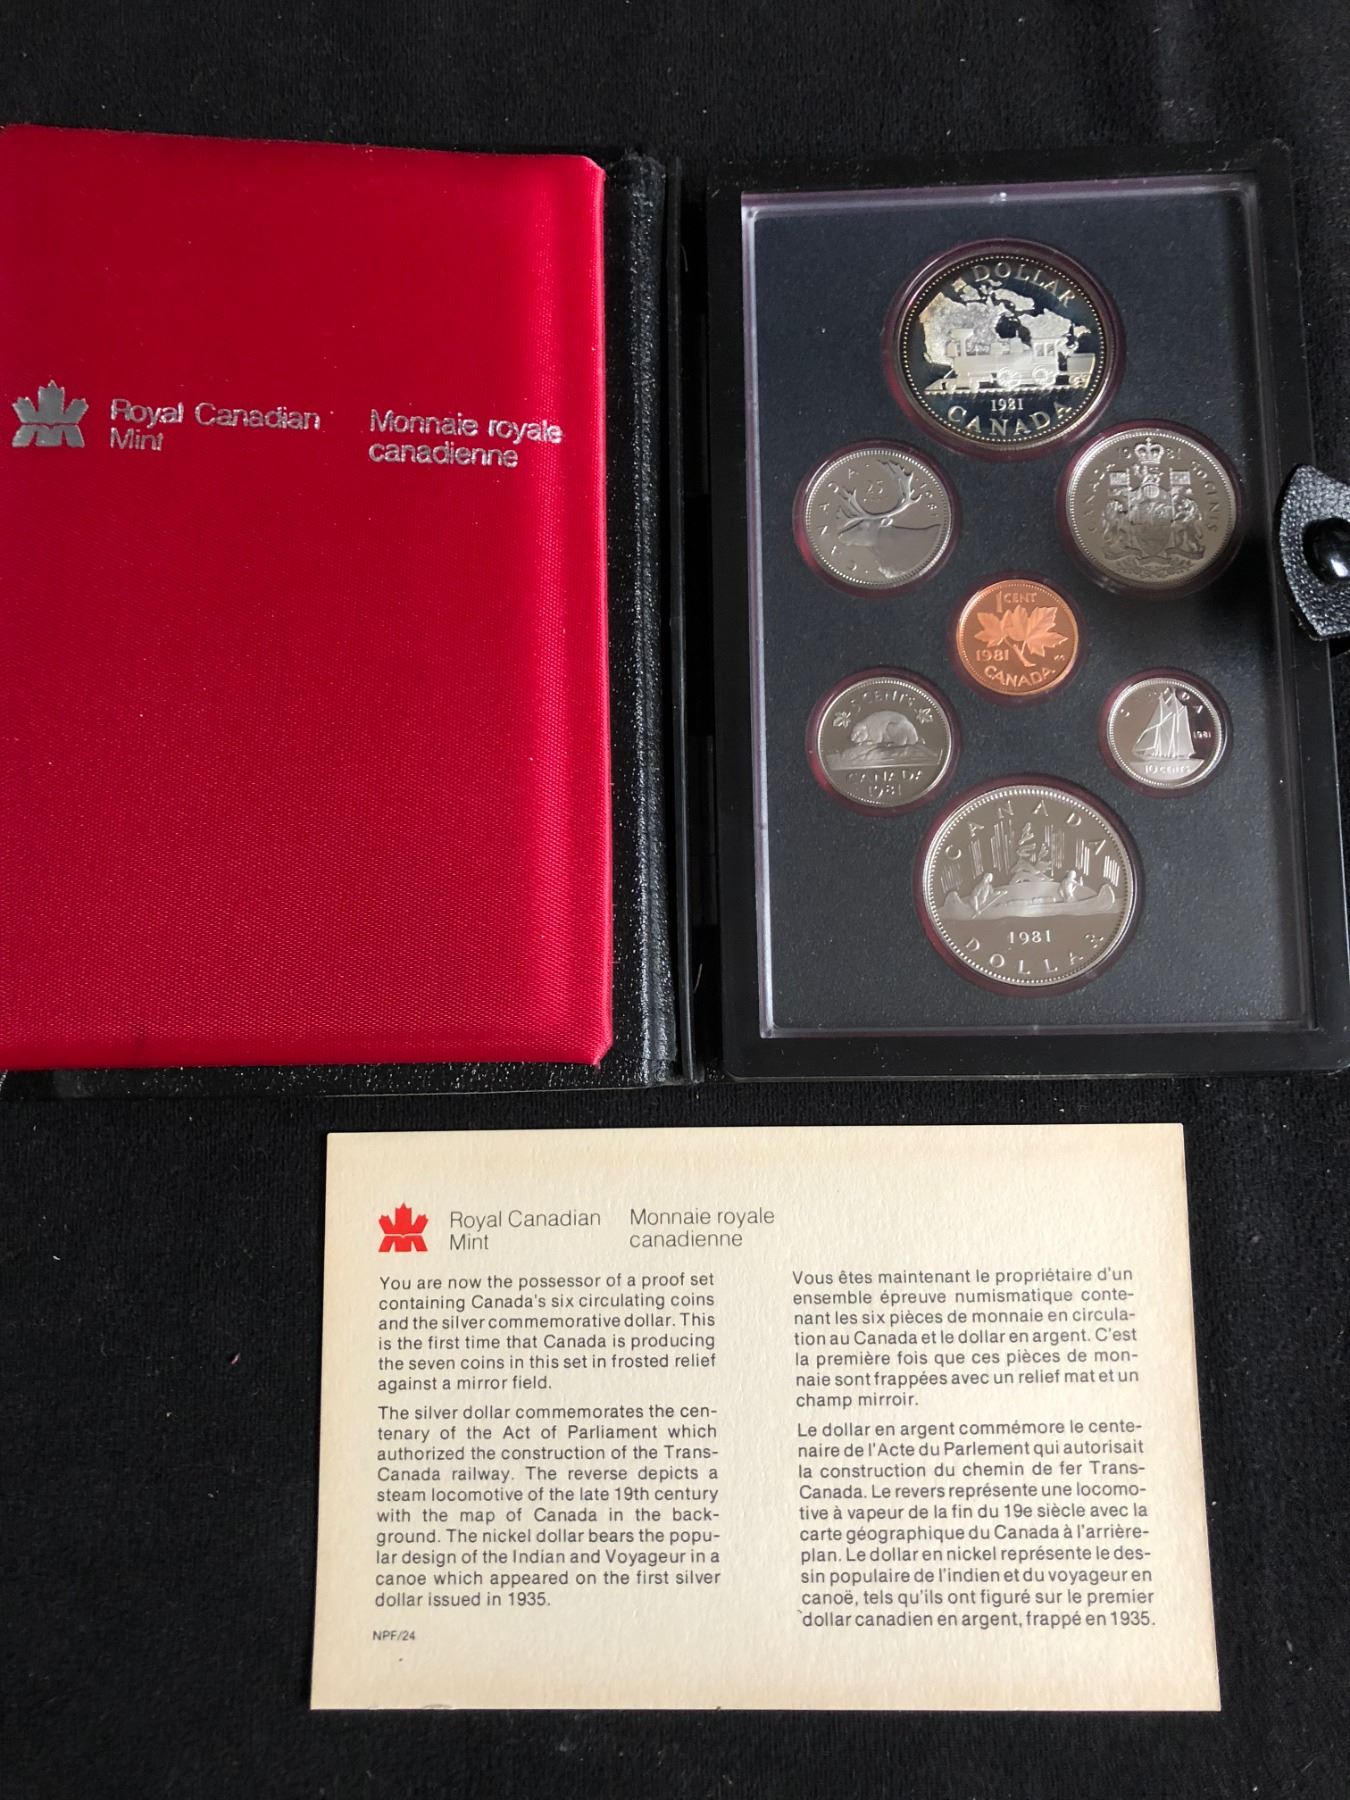 Royal Canadian
Mint
Monnaie royale
canadienne
DOLLAR
1981
CANADA
CANADA 1981
25
CANADA 1981 50 CENTS
1 CENT
1981
CANADA
5 CENTS
CANADA
1981
CANADA
1981
10 cents
CANADA
1981
DOLLAR
Royal Canadian
Mint
Monnaie royale
canadienne
You are now the possessor of a proof set
containing Canada's six circulating coins
and the silver commemorative dollar. This
is the first time that Canada is producing
the seven coins in this set in frosted relief
against a mirror field.
The silver dollar commemorates the cen-
tenary of the Act of Parliament which
authorized the construction of the Trans-
Canada railway. The reverse depicts a
steam locomotive of the late 19th century
with the map of Canada in the back-
ground. The nickel dollar bears the popu-
lar design of the Indian and Voyageur in a
canoe which appeared on the first silver
dollar issued in 1935.
NPF/24
Vous êtes maintenant le propriétaire d'un
ensemble épreuve numismatique conte-
nant les six pièces de monnaie en circula-
tion au Canada et le dollar en argent. C'est
la première fois que ces pièces de mon-
naie sont frappées avec un relief mat et un
champ mirroir.
Le dollar en argent commémore le cente-
naire de l'Acte du Parlement qui autorisait
la construction du chemin de fer Trans-
Canada. Le revers représente une locomo-
tive à vapeur de la fin du 19e siècle avec la
carte géographique du Canada à l'arrière-
plan. Le dollar en nickel représente le des-
sin populaire de l'indien et du voyageur en
canoë, tels qu'ils ont figuré sur le premier
dollar canadien en argent, frappé en 1935.